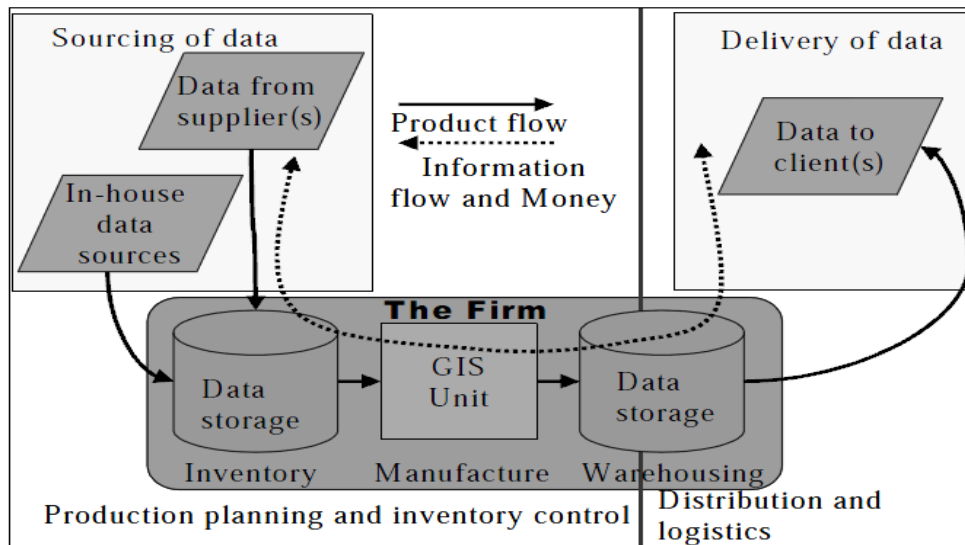 Sourcing of data
Data from
supplier(s)
In-house
data
sources
Product flow
Information
flow and Money
Delivery of data
Data to
client(s)
The Firm
Data
storage
GIS
Unit
Data
storage
Inventory
Manufacture
Warehousing
Production planning and inventory control
Distribution and
logistics